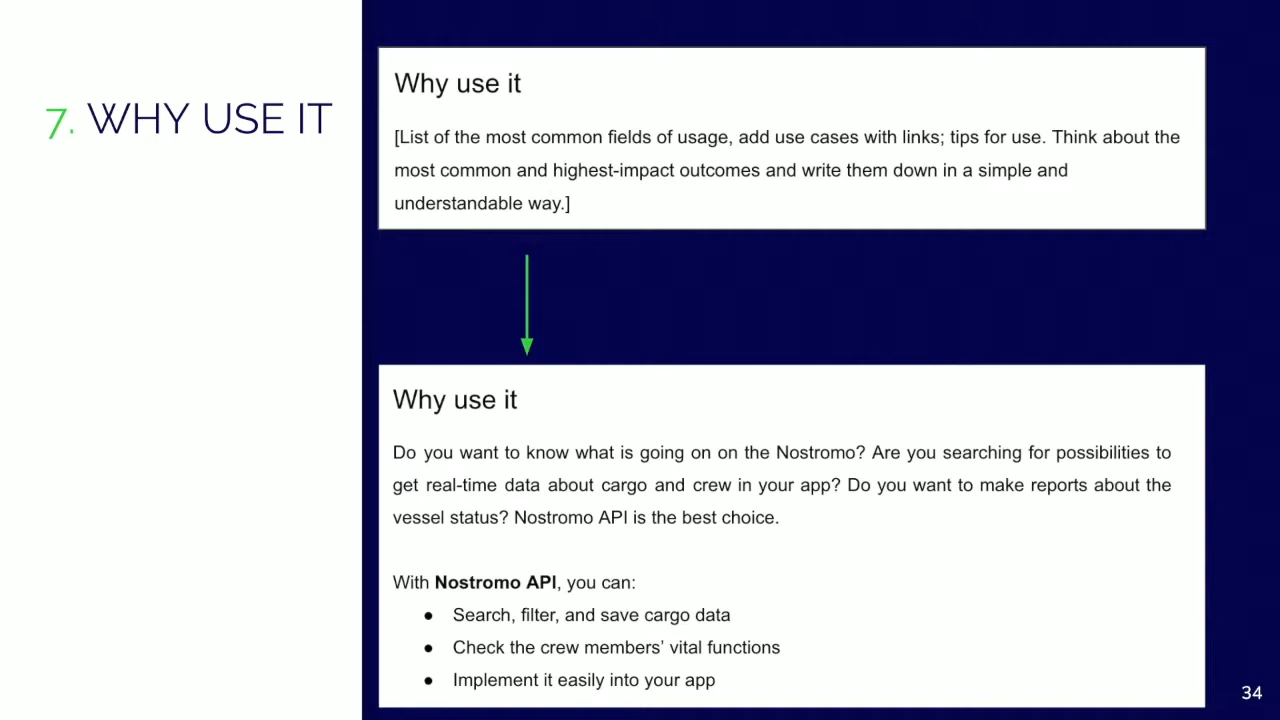 7. WHY USE IT
Why use it
[List of the most common fields of usage, add use cases with links; tips for use. Think about the
most common and highest-impact outcomes and write them down in a simple and
understandable way.]
Why use it
Do you want to know what is going on on the Nostromo? Are you searching for possibilities to
get real-time data about cargo and crew in your app? Do you want to make reports about the
vessel status? Nostromo API is the best choice.
With Nostromo API, you can:
● Search, filter, and save cargo data
● Check the crew members’ vital functions
● Implement it easily into your app
34